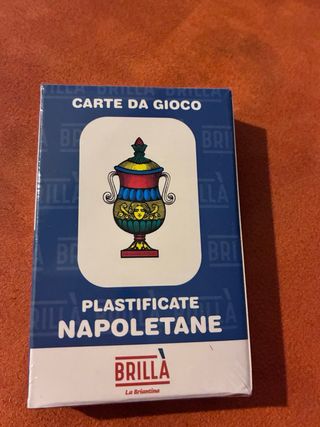 CARTE DA GIOCO
PLASTIFICATE
NAPOLETANE
BRILLÀ
La Briantina